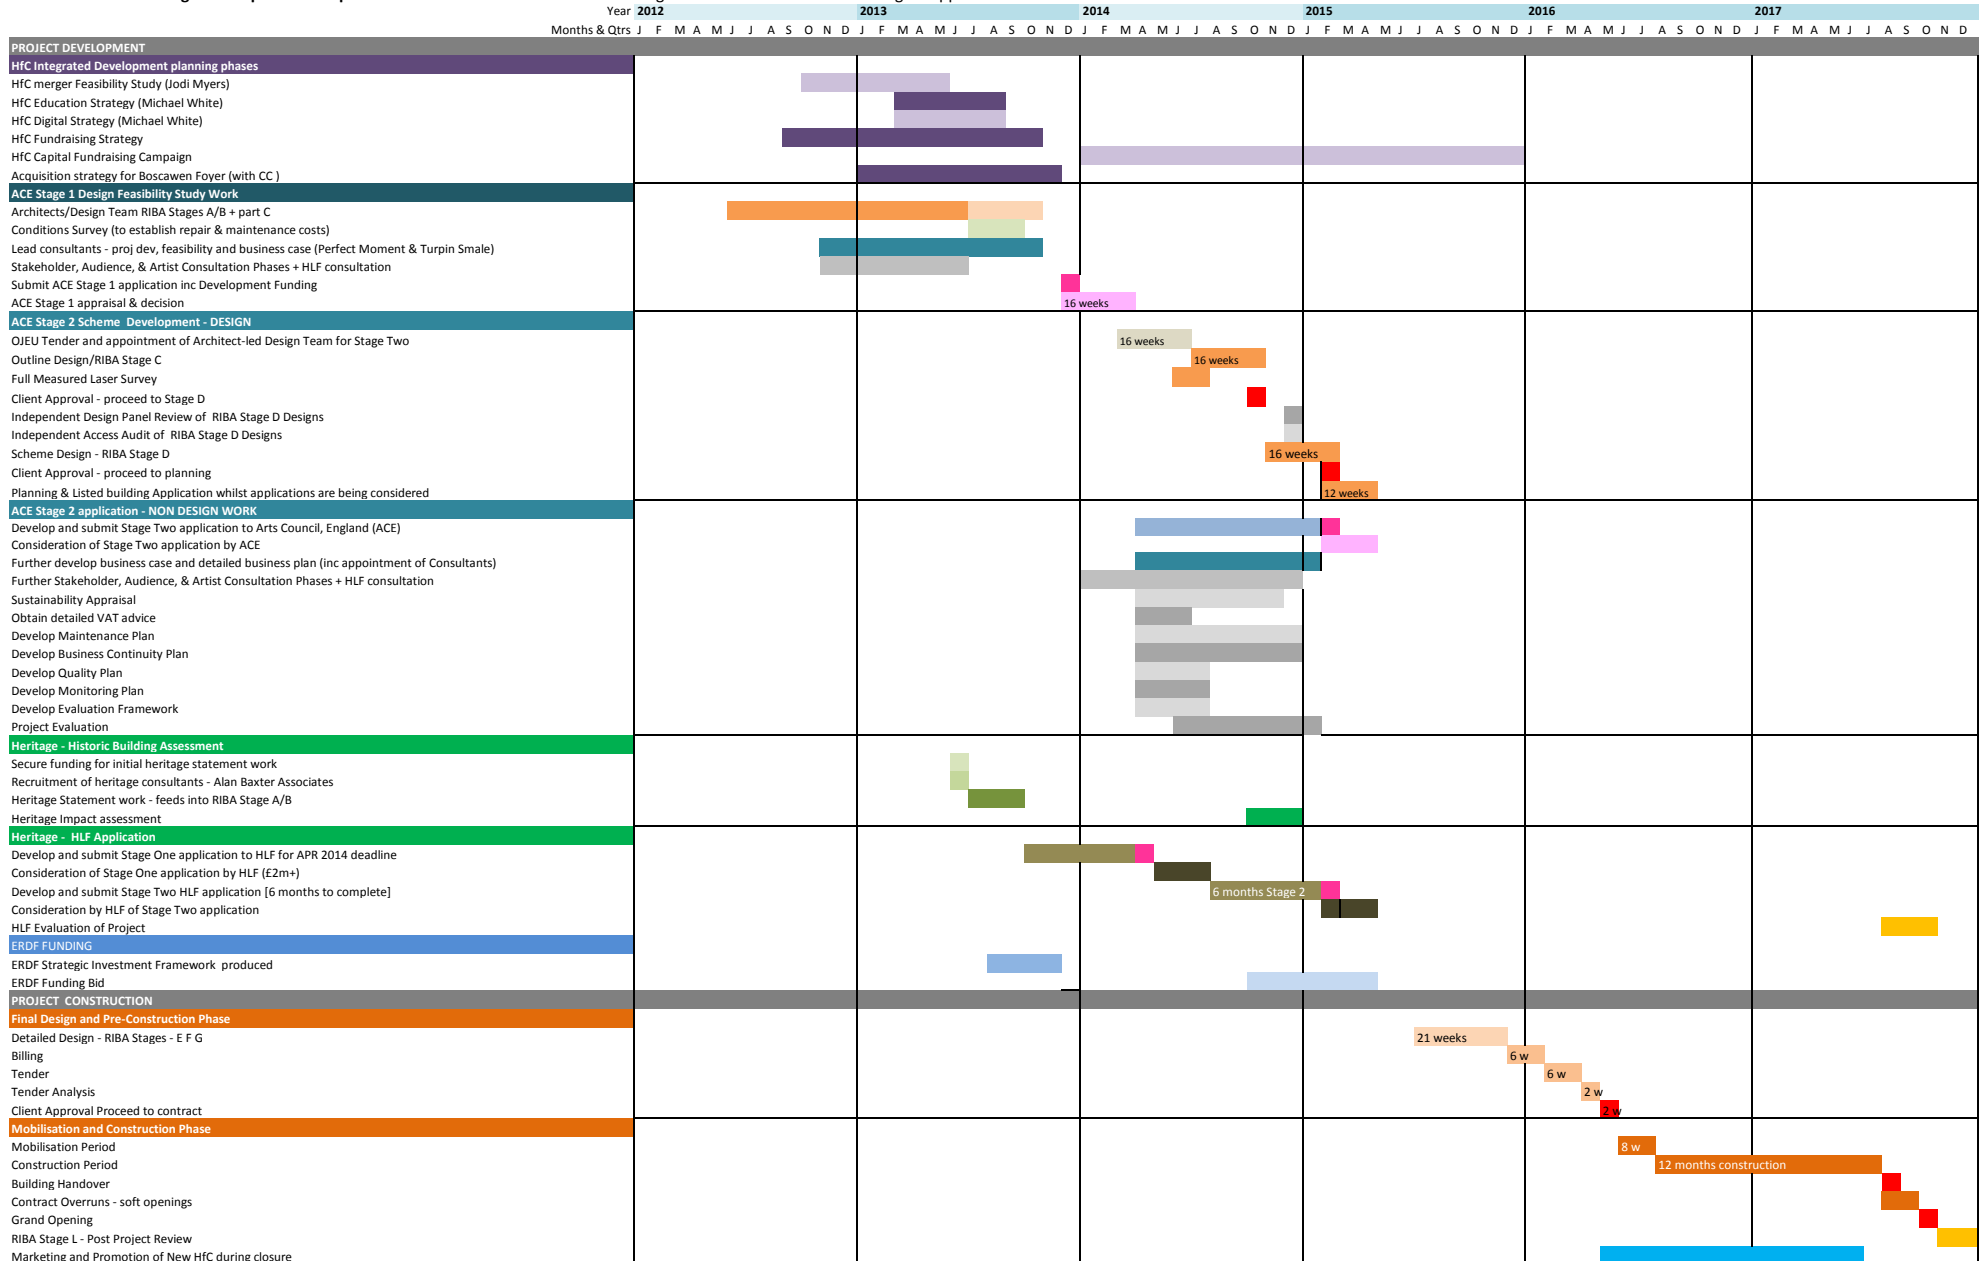 Year 2012 2013 2014 2015 2016 2017
Months & Qtrs J F M A M J J A S O N D J F M A M J J A S O N D J F M A M J J A S O N D J F M A M J J A S O N D J F M A M J J A S O N D J F M A M J J A S O N D
PROJECT DEVELOPMENT
HfC Integrated Development planning phases
HfC merger Feasibility Study (Jodi Myers)
HfC Education Strategy (Michael White)
HfC Digital Strategy (Michael White)
HfC Fundraising Strategy
HfC Capital Fundraising Campaign
Acquisition strategy for Boscawen Foyer (with CC )
ACE Stage 1 Design Feasibility Study Work
Architects/Design Team RIBA Stages A/B + part C
Conditions Survey (to establish repair & maintenance costs)
Lead consultants - proj dev, feasibility and business case (Perfect Moment & Turpin Smale)
Stakeholder, Audience, & Artist Consultation Phases + HLF consultation
Submit ACE Stage 1 application inc Development Funding
ACE Stage 1 appraisal & decision 16 weeks
ACE Stage 2 Scheme Development - DESIGN
OJEU Tender and appointment of Architect-led Design Team for Stage Two 16 weeks
Outline Design/RIBA Stage C 16 weeks
Full Measured Laser Survey
Client Approval - proceed to Stage D
Independent Design Panel Review of RIBA Stage D Designs
Independent Access Audit of RIBA Stage D Designs
Scheme Design - RIBA Stage D 16 weeks
Client Approval - proceed to planning
Planning & Listed building Application whilst applications are being considered 12 weeks
ACE Stage 2 application - NON DESIGN WORK
Develop and submit Stage Two application to Arts Council, England (ACE)
Consideration of Stage Two application by ACE
Further develop business case and detailed business plan (inc appointment of Consultants)
Further Stakeholder, Audience, & Artist Consultation Phases + HLF consultation
Sustainability Appraisal
Obtain detailed VAT advice
Develop Maintenance Plan
Develop Business Continuity Plan
Develop Quality Plan
Develop Monitoring Plan
Develop Evaluation Framework
Project Evaluation
Heritage - Historic Building Assessment
Secure funding for initial heritage statement work
Recruitment of heritage consultants - Alan Baxter Associates
Heritage Statement work - feeds into RIBA Stage A/B
Heritage Impact assessment
Heritage - HLF Application
Develop and submit Stage One application to HLF for APR 2014 deadline
Consideration of Stage One application by HLF (£2m+)
Develop and submit Stage Two HLF application [6 months to complete] 6 months Stage 2
Consideration by HLF of Stage Two application
HLF Evaluation of Project
ERDF FUNDING
ERDF Strategic Investment Framework produced
ERDF Funding Bid
PROJECT CONSTRUCTION
Final Design and Pre-Construction Phase
Detailed Design - RIBA Stages - E F G 21 weeks
Billing 6 w
Tender 6 w
Tender Analysis 2 w
Client Approval Proceed to contract 2 w
Mobilisation and Construction Phase
Mobilisation Period 8 w
Construction Period 12 months construction
Building Handover
Contract Overruns - soft openings
Grand Opening
RIBA Stage L - Post Project Review
Marketing and Promotion of New HfC during closure